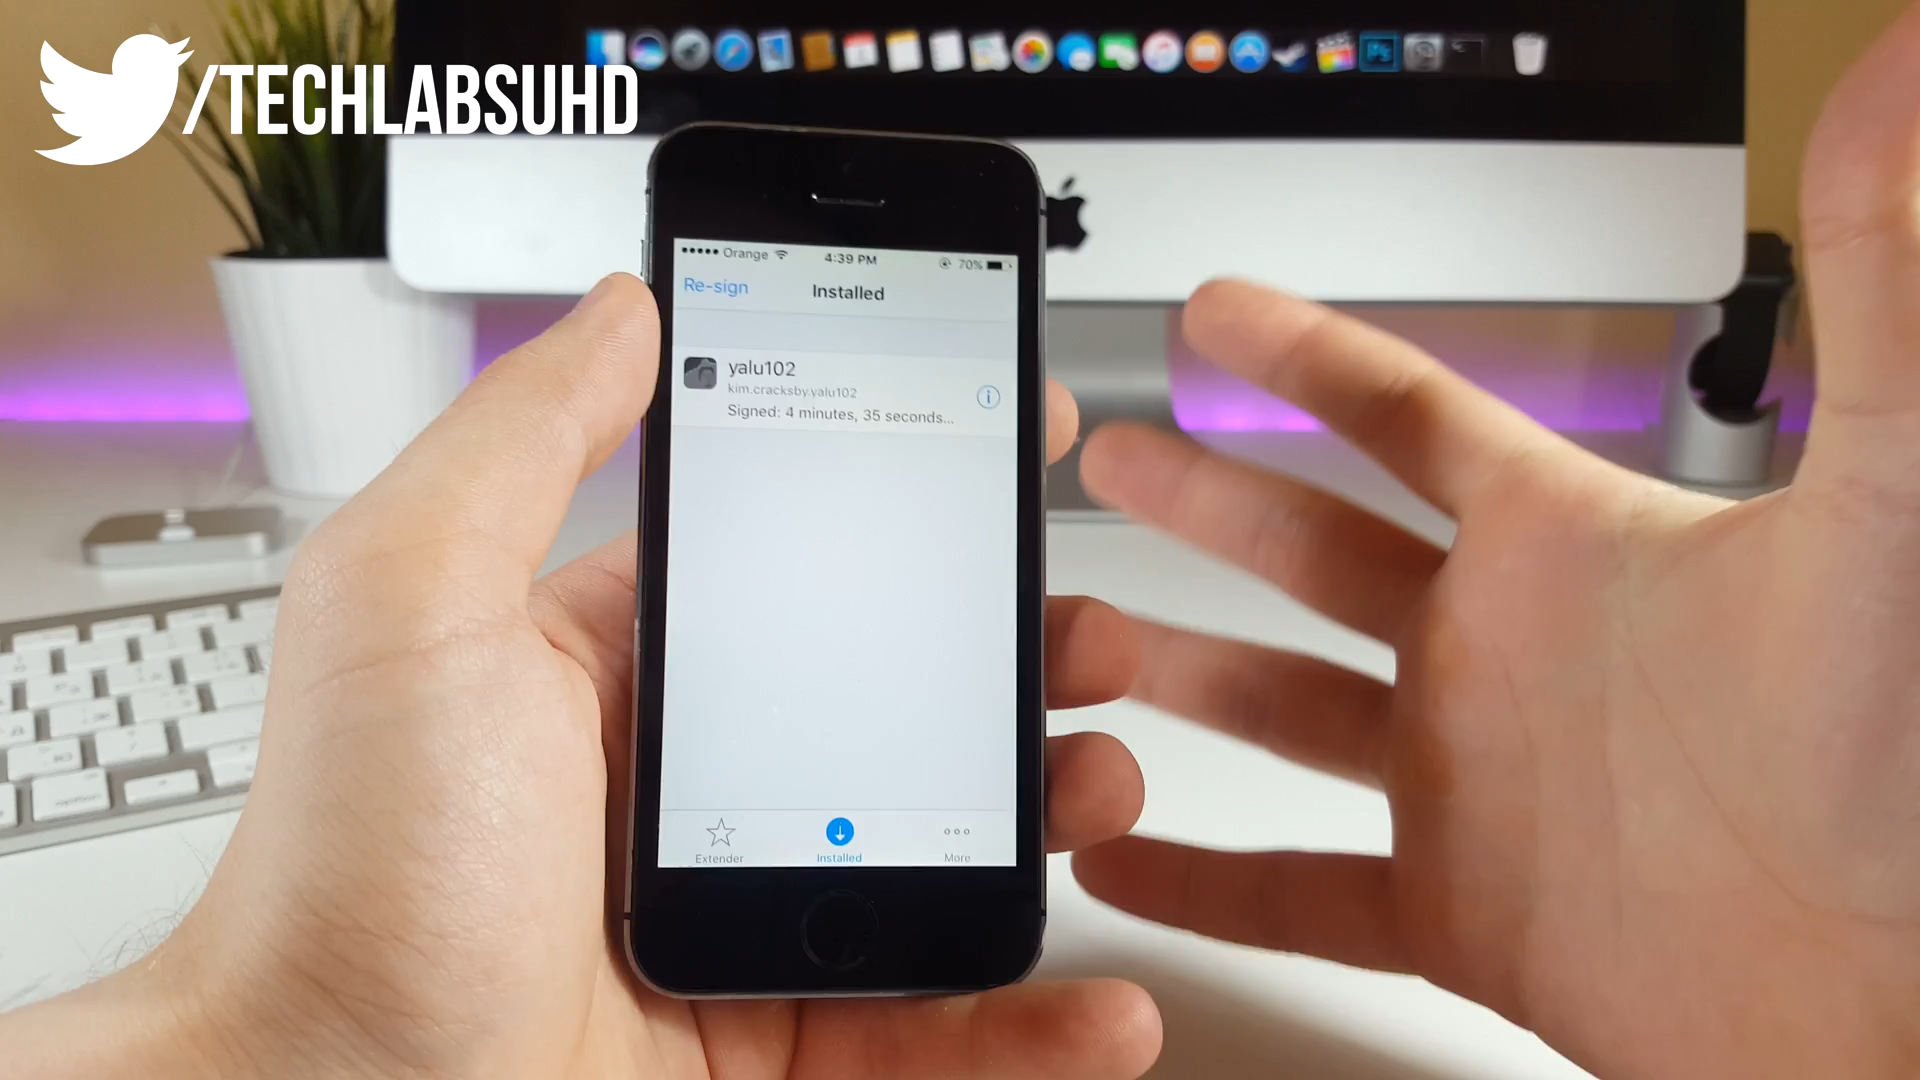 /TECHLABSUHD
Orange 4:39 PM 70%
Re-sign Installed
yalu102
kim.cracksby.yalu102
Signed: 4 minutes, 35 seconds...
Extender Installed More
option